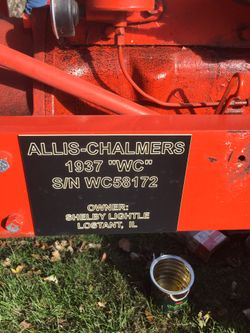 ALLIS-CHALMERS
1937 "WC"
S/N WC58172
OWNER:
SHELBY LIGHTLE
LOSTANT, IL